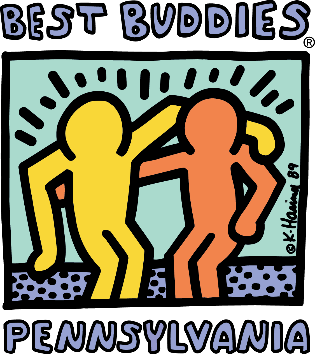 BEST BUDDIES®
© K. Haring 89
PENNSYLVANIA